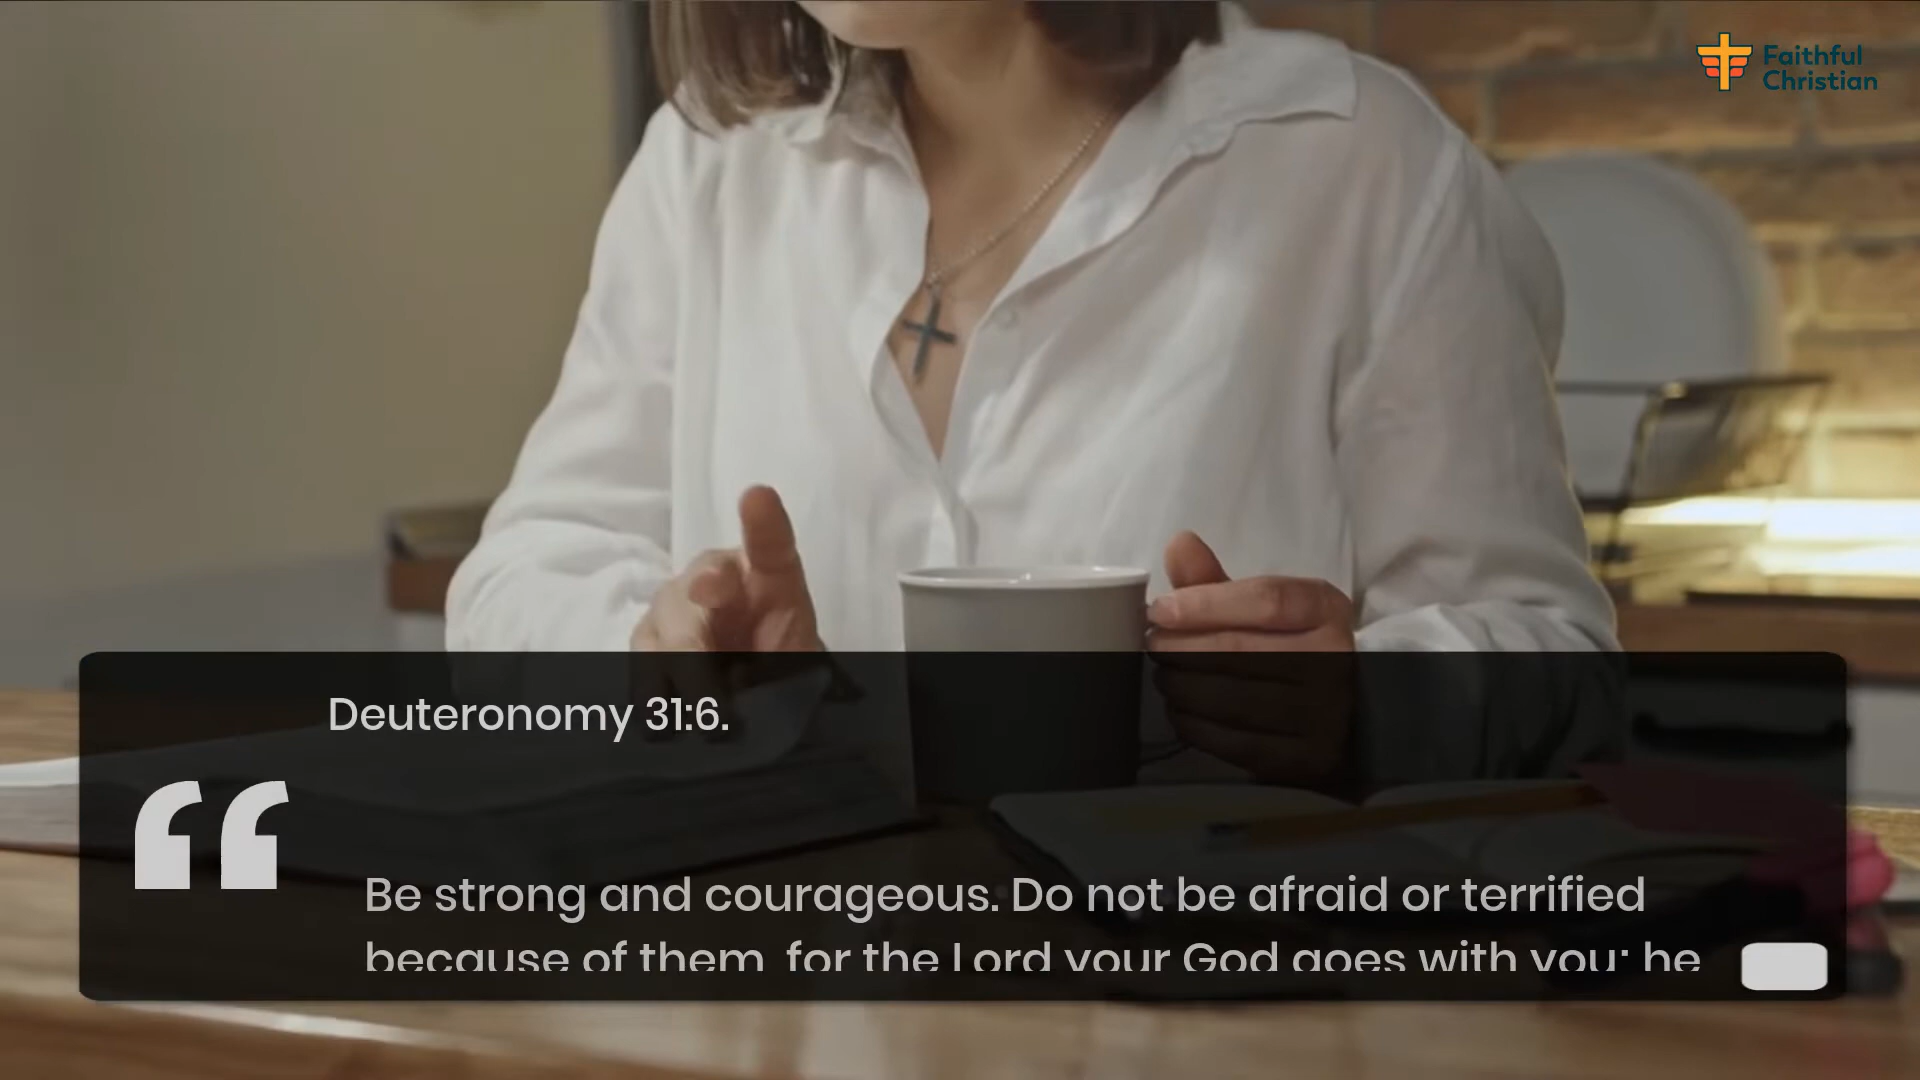 Faithful
Christian
Deuteronomy 31:6.
Be strong and courageous. Do not be afraid or terrified
because of them, for the Lord your God goes with you; he